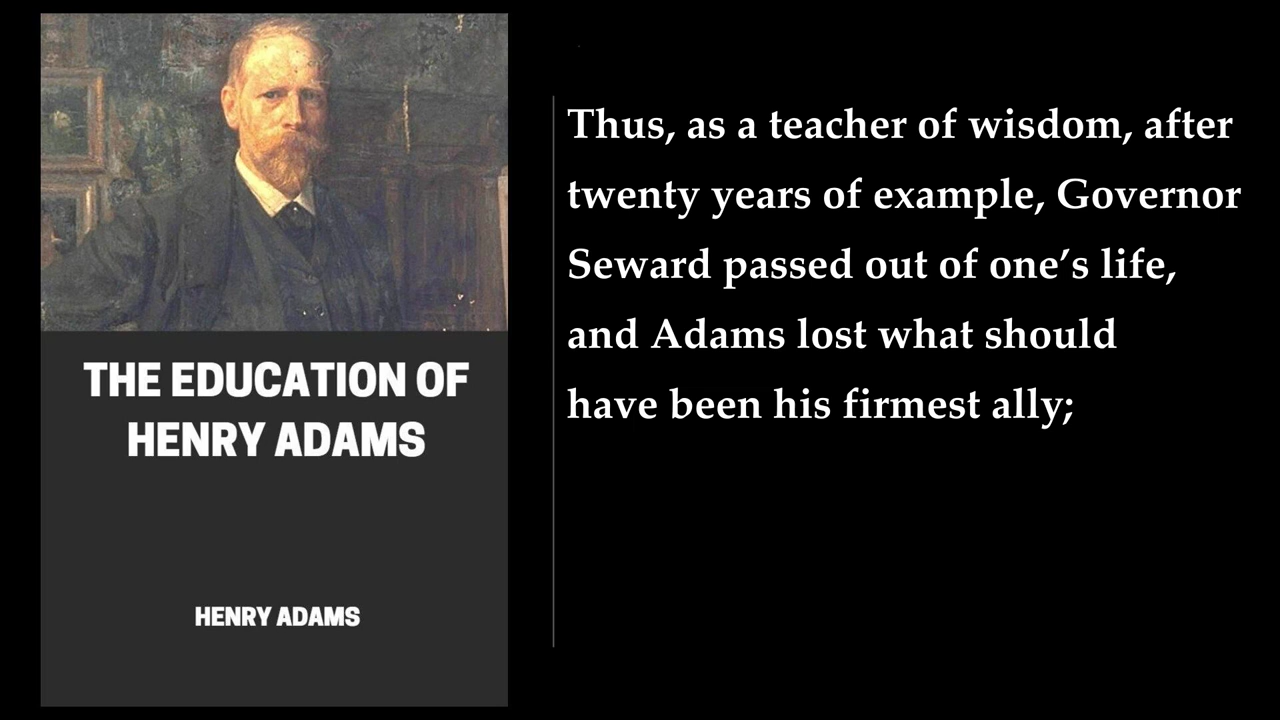 THE EDUCATION OF
HENRY ADAMS
HENRY ADAMS
Thus, as a teacher of wisdom, after
twenty years of example, Governor
Seward passed out of one’s life,
and Adams lost what should
have been his firmest ally;